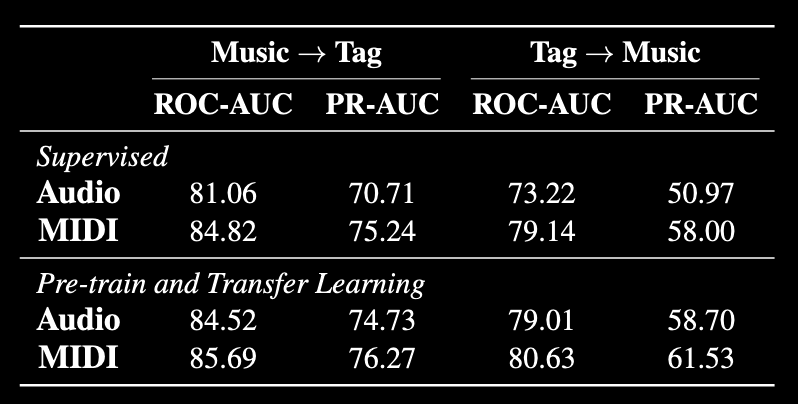 Music → Tag Tag → Music
ROC-AUC PR-AUC ROC-AUC PR-AUC
Supervised
Audio 81.06 70.71 73.22 50.97
MIDI 84.82 75.24 79.14 58.00
Pre-train and Transfer Learning
Audio 84.52 74.73 79.01 58.70
MIDI 85.69 76.27 80.63 61.53